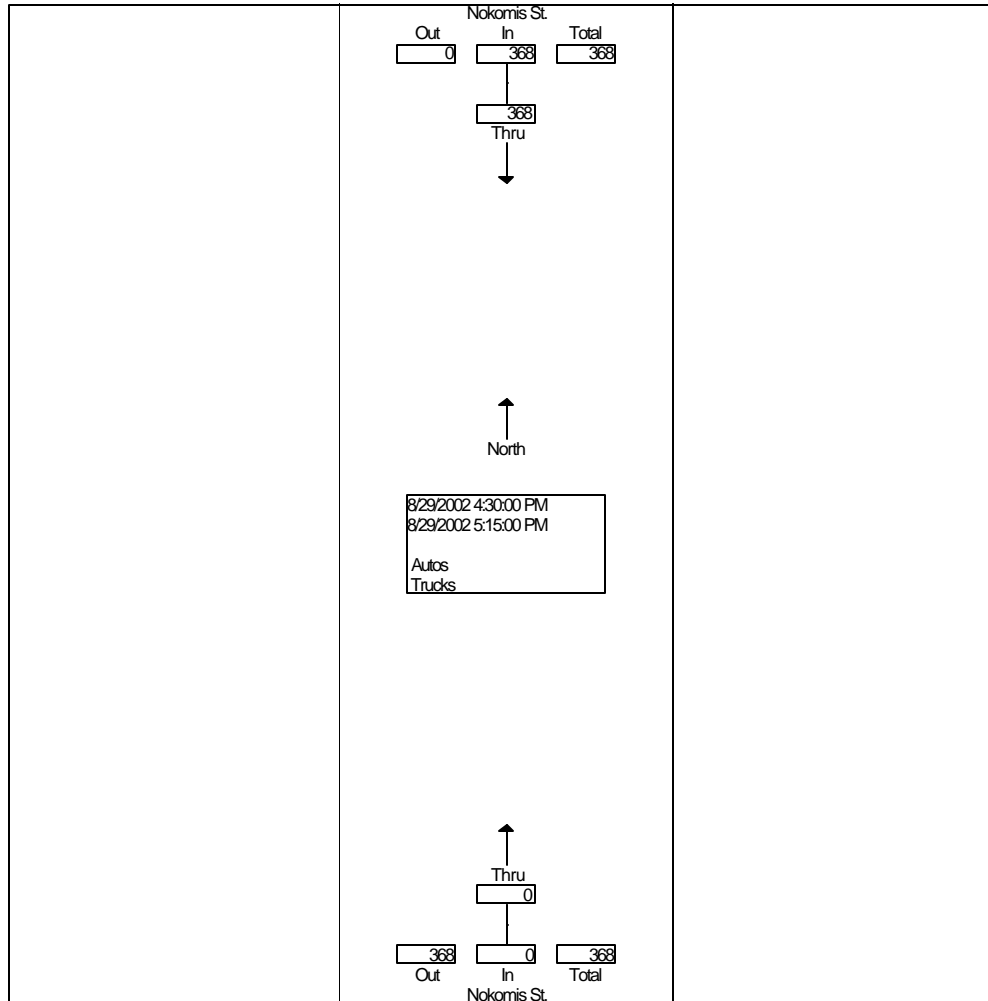 Nokomis St.
Out In Total
0 368 368
368
Thru
North
8/29/2002 4:30:00 PM
8/29/2002 5:15:00 PM
Autos
Trucks
Thru
0
368 0 368
Out In Total
Nokomis St.